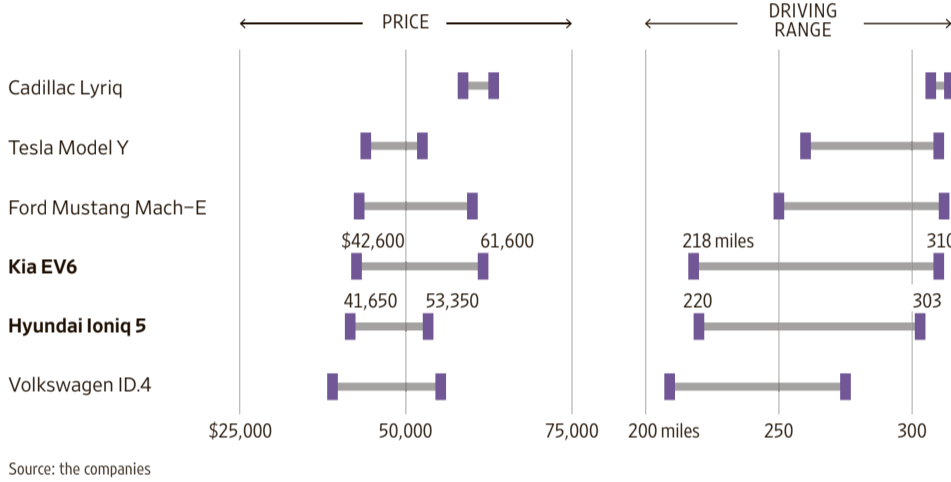 PRICE
DRIVING
RANGE
Cadillac Lyriq
Tesla Model Y
Ford Mustang Mach-E
$42,600 61,600 218 miles 310
Kia EV6
41,650 53,350 220 303
Hyundai Ioniq 5
Volkswagen ID.4
$25,000 50,000 75,000 200 miles 250 300
Source: the companies